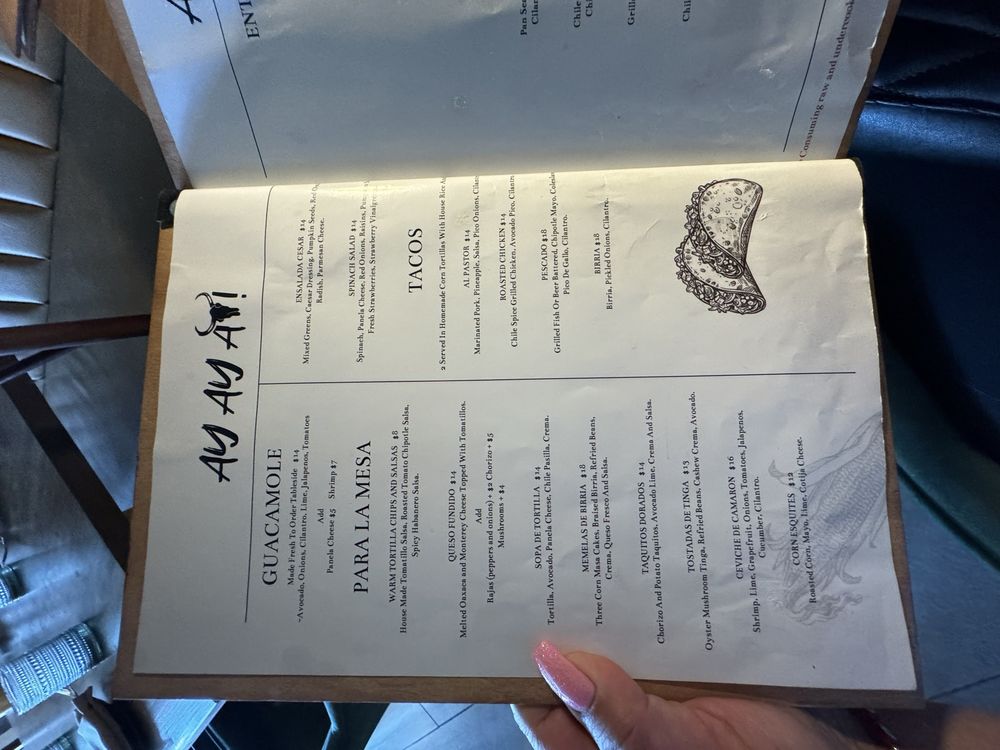 AY AY AY!
GUACAMOLE
Made Fresh To Order Tableside $14
-Avocado, Onions, Cilantro, Lime, Jalapenos, Tomatoes
Add
Panela Cheese $5 Shrimp $7
PARA LA MESA
WARM TORTILLA CHIPS AND SALSAS $8
House Made Tomatillo Salsa, Roasted Tomato Chipotle Salsa,
Spicy Habanero Salsa.
QUESO FUNDIDO $14
Melted Oaxaca and Monterey Cheese Topped With Tomatillos.
Add
Rajas (peppers and onions) + $2 Chorizo + $5
Mushrooms + $4
SOPA DE TORTILLA $14
Tortilla, Avocado, Panela Cheese, Chile Pasilla, Crema.
MEMELAS DE BIRRIA $18
Three Corn Masa Cakes, Braised Birria, Refried Beans,
Crema, Queso Fresco And Salsa.
TAQUITOS DORADOS $14
Chorizo And Potato Taquitos, Avocado Lime, Crema And Salsa.
TOSTADAS DE TINGA $13
Oyster Mushroom Tinga, Refried Beans, Cashew Crema, Avocado.
CEVICHE DE CAMARON $16
Shrimp, Lime, Grapefruit, Onions, Tomatoes, Jalapenos,
Cucumber, Cilantro.
CORN ESQUITES $12
Roasted Corn, Mayo, Lime, Cotija Cheese.
ENSALADA CESAR $14
Mixed Greens, Caesar Dressing, Pumpkin Seeds, Red
Radish, Parmesan Cheese.
SPINACH SALAD $14
Spinach, Panela Cheese, Red Onions, Raisins,
Fresh Strawberries, Strawberry
TACOS
2 Served In Homemade Corn Tortillas With House Rice
AL PASTOR $14
Marinated Pork, Pineapple, Salsa, Pico Onions,
ROASTED CHICKEN $14
Chile Spice Grilled Chicken, Avocado Pico,
PESCADO $18
Grilled Fish Or Beer Battered, Chipotle Mayo,
Pico De Gallo, Cilantro.
BIRRIA $18
Birria, Pickled Onions, Cilantro.
Pan
Consuming raw and